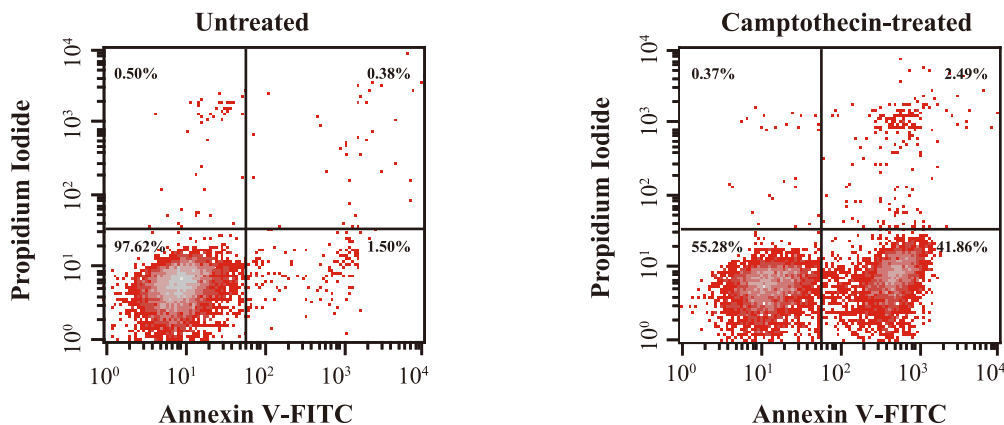 Untreated
Propidium Iodide
10⁴
10³
10²
10¹
10⁰
0.50%
0.38%
97.62%
1.50%
10⁰ 10¹ 10² 10³ 10⁴
Annexin V-FITC
Camptothecin-treated
Propidium Iodide
10⁴
10³
10²
10¹
10⁰
0.37%
2.49%
55.28%
41.86%
10⁰ 10¹ 10² 10³ 10⁴
Annexin V-FITC